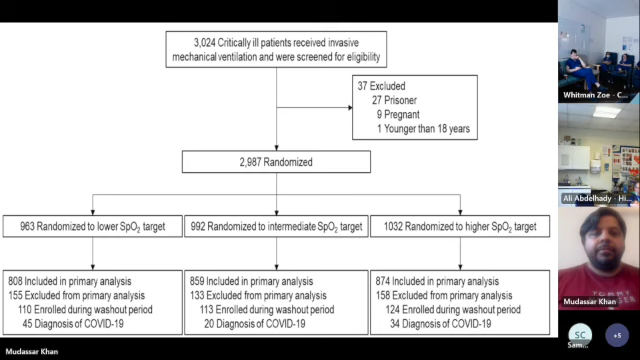 3,024 Critically ill patients received invasive
mechanical ventilation and were screened for eligibility
37 Excluded
27 Prisoner
9 Pregnant
1 Younger than 18 years
2,987 Randomized
963 Randomized to lower SpO₂ target
992 Randomized to intermediate SpO₂ target
1032 Randomized to higher SpO₂ target
808 Included in primary analysis
155 Excluded from primary analysis
110 Enrolled during washout period
45 Diagnosis of COVID-19
859 Included in primary analysis
133 Excluded from primary analysis
113 Enrolled during washout period
20 Diagnosis of COVID-19
874 Included in primary analysis
158 Excluded from primary analysis
124 Enrolled during washout period
34 Diagnosis of COVID-19
Whitman Zoe - C...
Ali Abdelhady - Hi...
TOMMY
Mudassar Khan
SC
Sam...
+5
Mudassar Khan